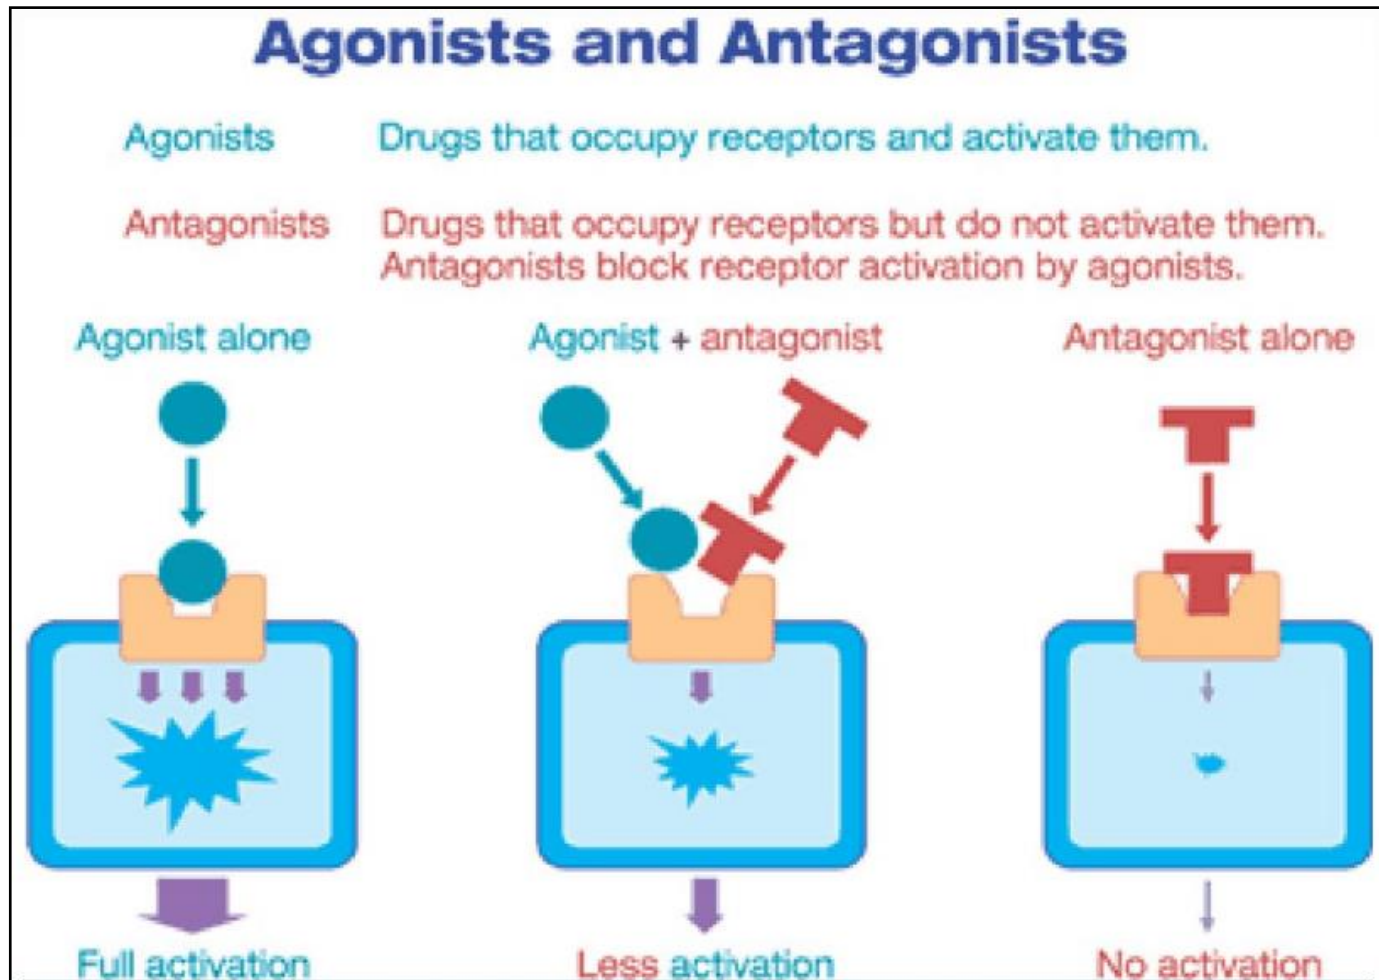 Agonists and Antagonists
Agonists Drugs that occupy receptors and activate them.
Antagonists Drugs that occupy receptors but do not activate them.
Antagonists block receptor activation by agonists.
Agonist alone Agonist + antagonist Antagonist alone
Full activation Less activation No activation